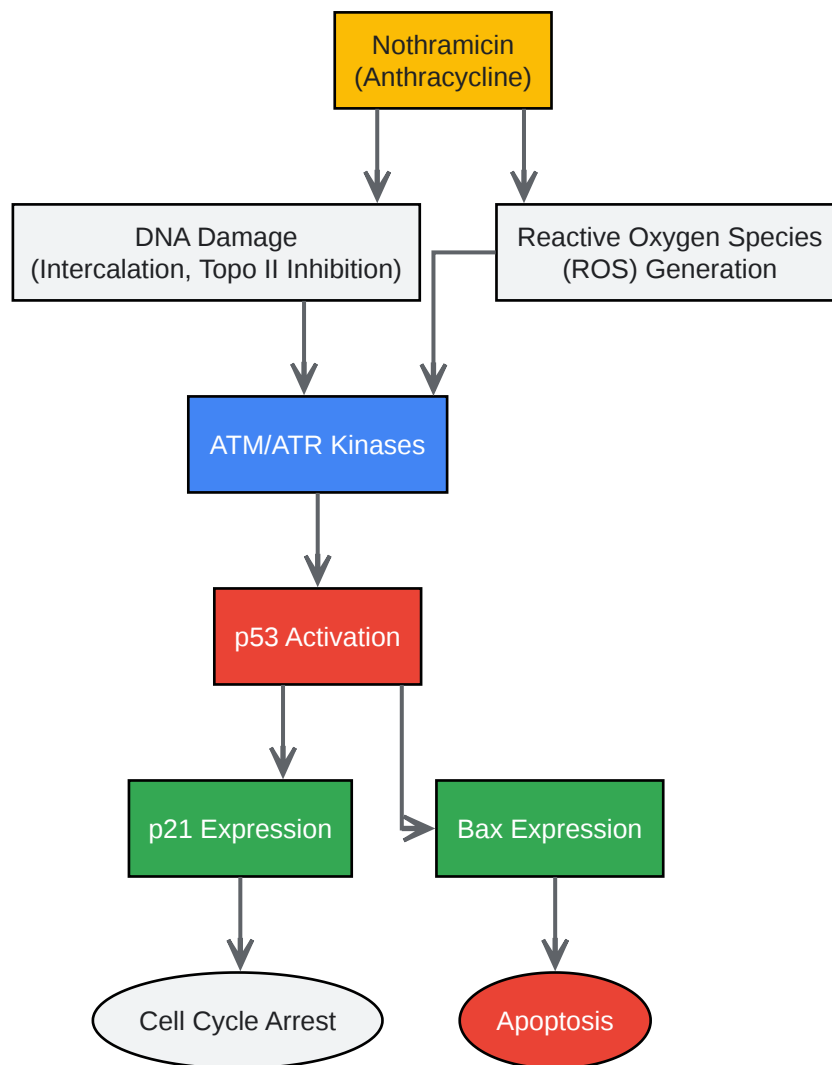 Nothramicin
(Anthracycline)
DNA Damage
(Intercalation, Topo II Inhibition)
Reactive Oxygen Species
(ROS) Generation
ATM/ATR Kinases
p53 Activation
p21 Expression
Bax Expression
Cell Cycle Arrest
Apoptosis